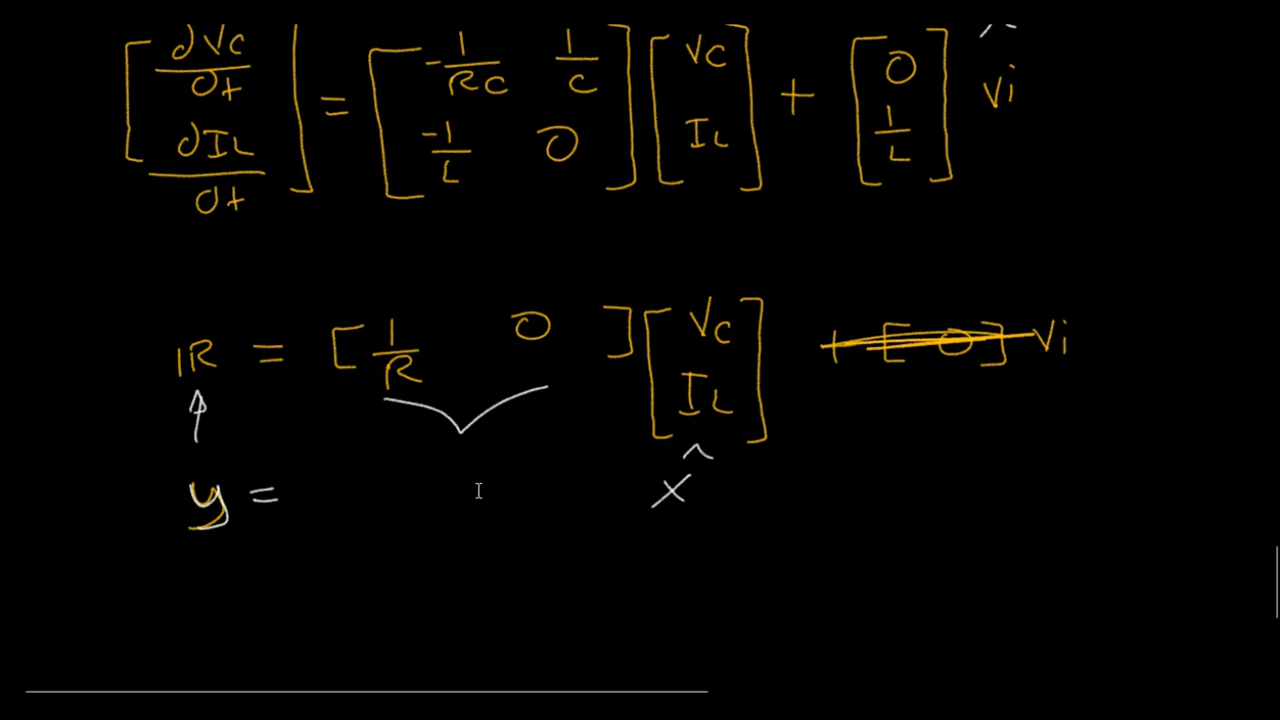 [dVc/dt dIL/dt] = [-1/RC 1/C -1/L 0] [Vc IL] + [0 1/L] Vi
iR = [1/R 0] [Vc IL] + [0] Vi
y = x